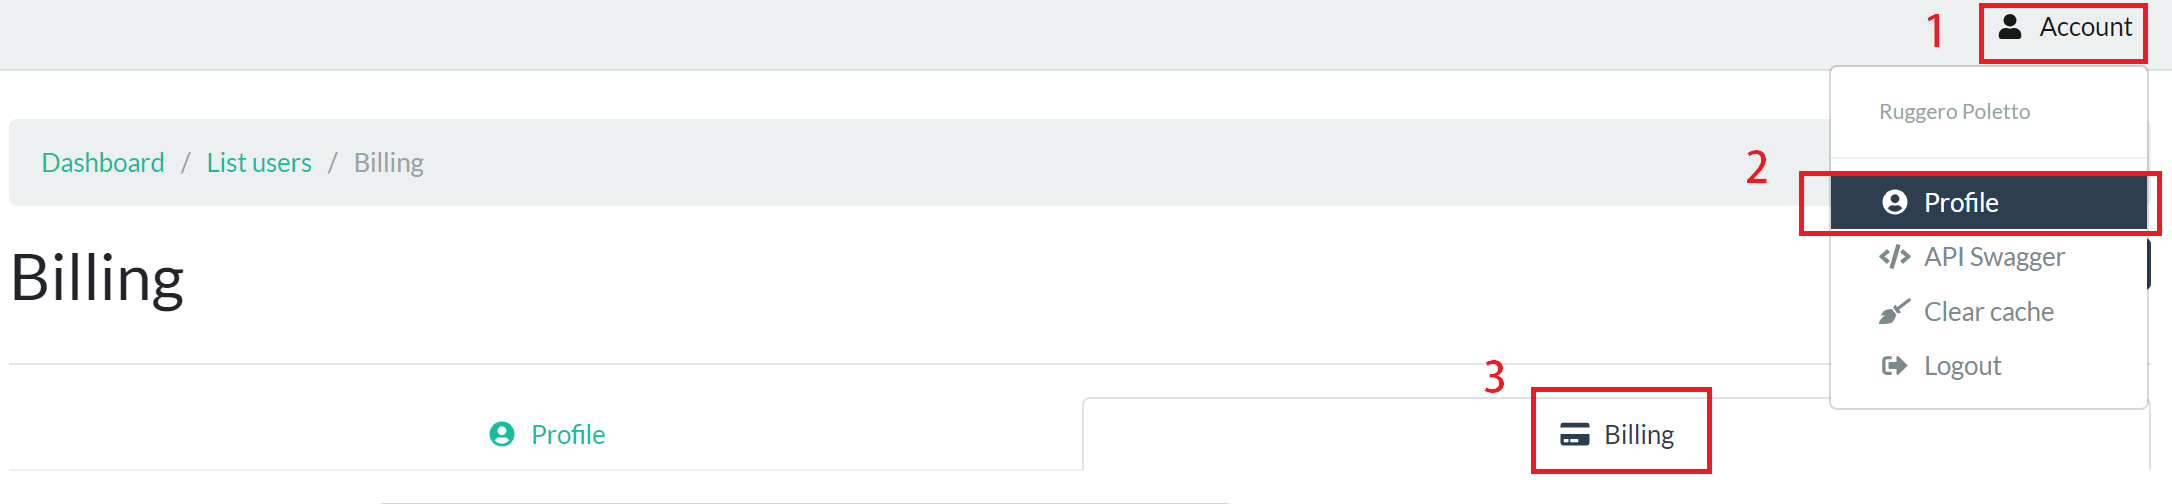 1 Account
Ruggero Poletto
Dashboard / List users / Billing
2
Profile
API Swagger
Billing
Clear cache
Logout
3
Profile
Billing